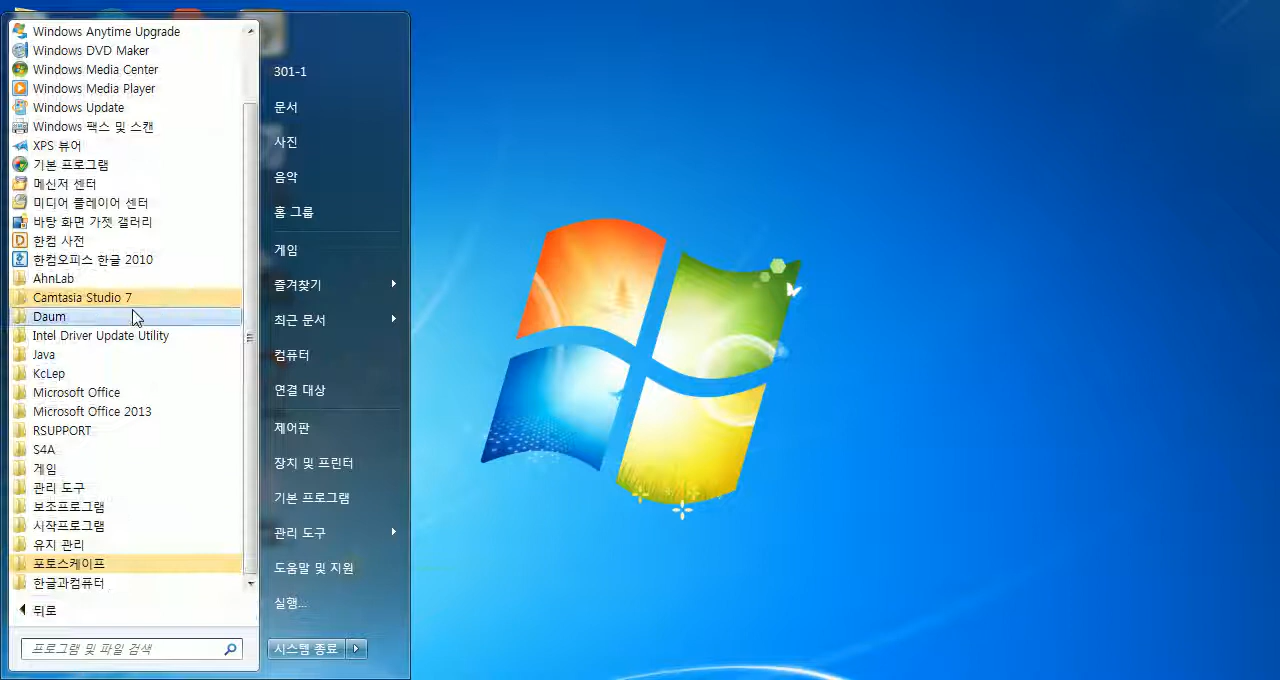 Windows Anytime Upgrade
Windows DVD Maker
Windows Media Center
Windows Media Player
Windows Update
Windows 팩스 및 스캔
XPS 뷰어
기본 프로그램
메신저 센터
미디어 플레이어 센터
바탕 화면 가젯 갤러리
한컴 사전
한컴오피스 한글 2010
AhnLab
Camtasia Studio 7
Daum
Intel Driver Update Utility
Java
KcLep
Microsoft Office
Microsoft Office 2013
RSUPPORT
S4A
게임
관리 도구
보조프로그램
시작프로그램
유지 관리
포토스케이프
한글과컴퓨터
뒤로
프로그램 및 파일 검색
301-1
문서
사진
음악
홈 그룹
게임
즐겨찾기
최근 문서
컴퓨터
연결 대상
제어판
장치 및 프린터
기본 프로그램
관리 도구
도움말 및 지원
실행...
시스템 종료